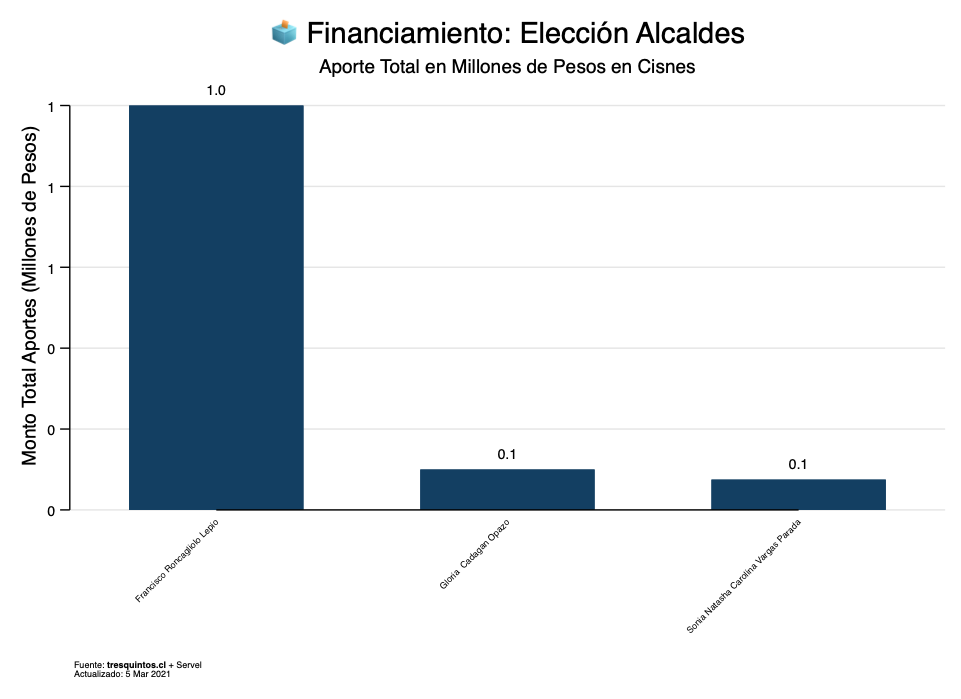 Financiamiento: Elección Alcaldes
Aporte Total en Millones de Pesos en Cisnes
Monto Total Aportes (Millones de Pesos)
1
1
1
0
0
0
1.0
0.1
0.1
Francisco Roncagliolo Lepio
Gloria Cadagan Opazo
Sonia Natasha Carolina Vargas Parada
Fuente: tresquintos.cl + Servel
Actualizado: 5 Mar 2021